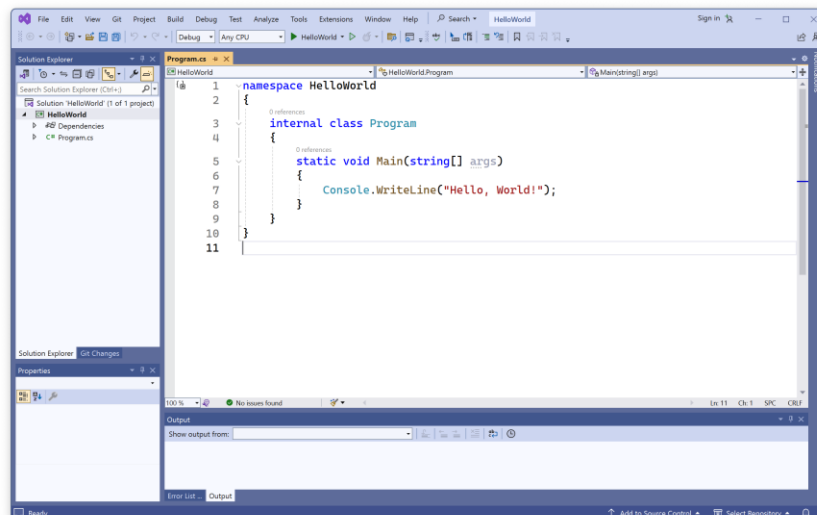 File Edit View Git Project Build Debug Test Analyze Tools Extensions Window Help Search HelloWorld Sign in
Debug Any CPU HelloWorld
Solution Explorer
Search Solution Explorer (Ctrl+;)
Solution 'HelloWorld' (1 of 1 project)
HelloWorld
Dependencies
C# Program.cs
Solution Explorer Git Changes
Properties
Program.cs
HelloWorld HelloWorld.Program Main(string[] args)
1 namespace HelloWorld
2 {
0 references
3 internal class Program
4 {
0 references
5 static void Main(string[] args)
6 {
7 Console.WriteLine("Hello, World!");
8 }
9 }
10 }
11
100 % No issues found Ln: 11 Ch: 1 SPC CRLF
Output
Show output from:
Error List ... Output
Ready Add to Source Control Select Repository